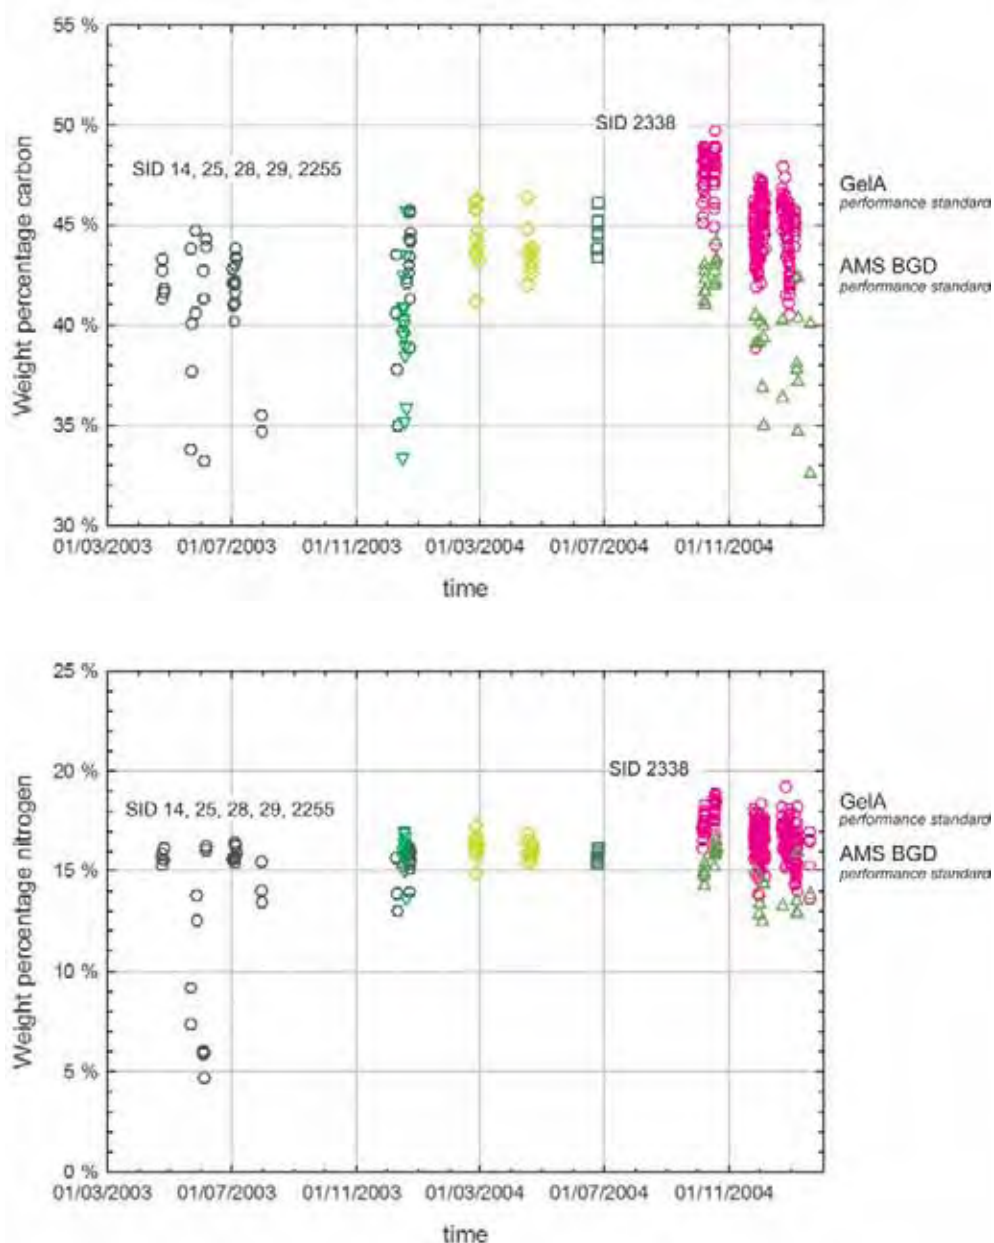 55 %
50 %
45 %
40 %
35 %
30 %
Weight percentage carbon
SID 14, 25, 28, 29, 2255
SID 2338
GelA
performance standard
AMS BGD
performance standard
01/03/2003 01/07/2003 01/11/2003 01/03/2004 01/07/2004 01/11/2004
time
25 %
20 %
15 %
10 %
5 %
0 %
Weight percentage nitrogen
SID 14, 25, 28, 29, 2255
SID 2338
GelA
performance standard
AMS BGD
performance standard
01/03/2003 01/07/2003 01/11/2003 01/03/2004 01/07/2004 01/11/2004
time